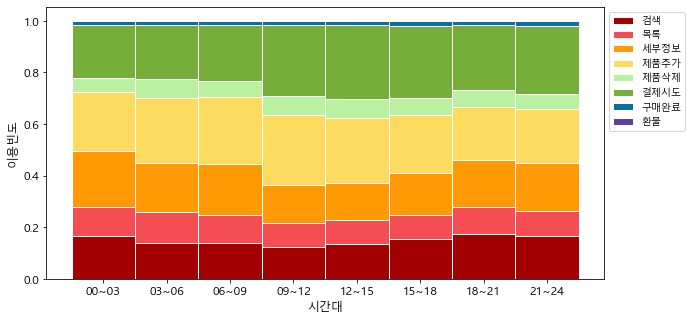 1.0
0.8
0.6
0.4
0.2
0.0
이용빈도
00~03 03~06 06~09 09~12 12~15 15~18 18~21 21~24
시간대
검색
목록
세부정보
제품추가
제품삭제
결제시도
구매완료
환불